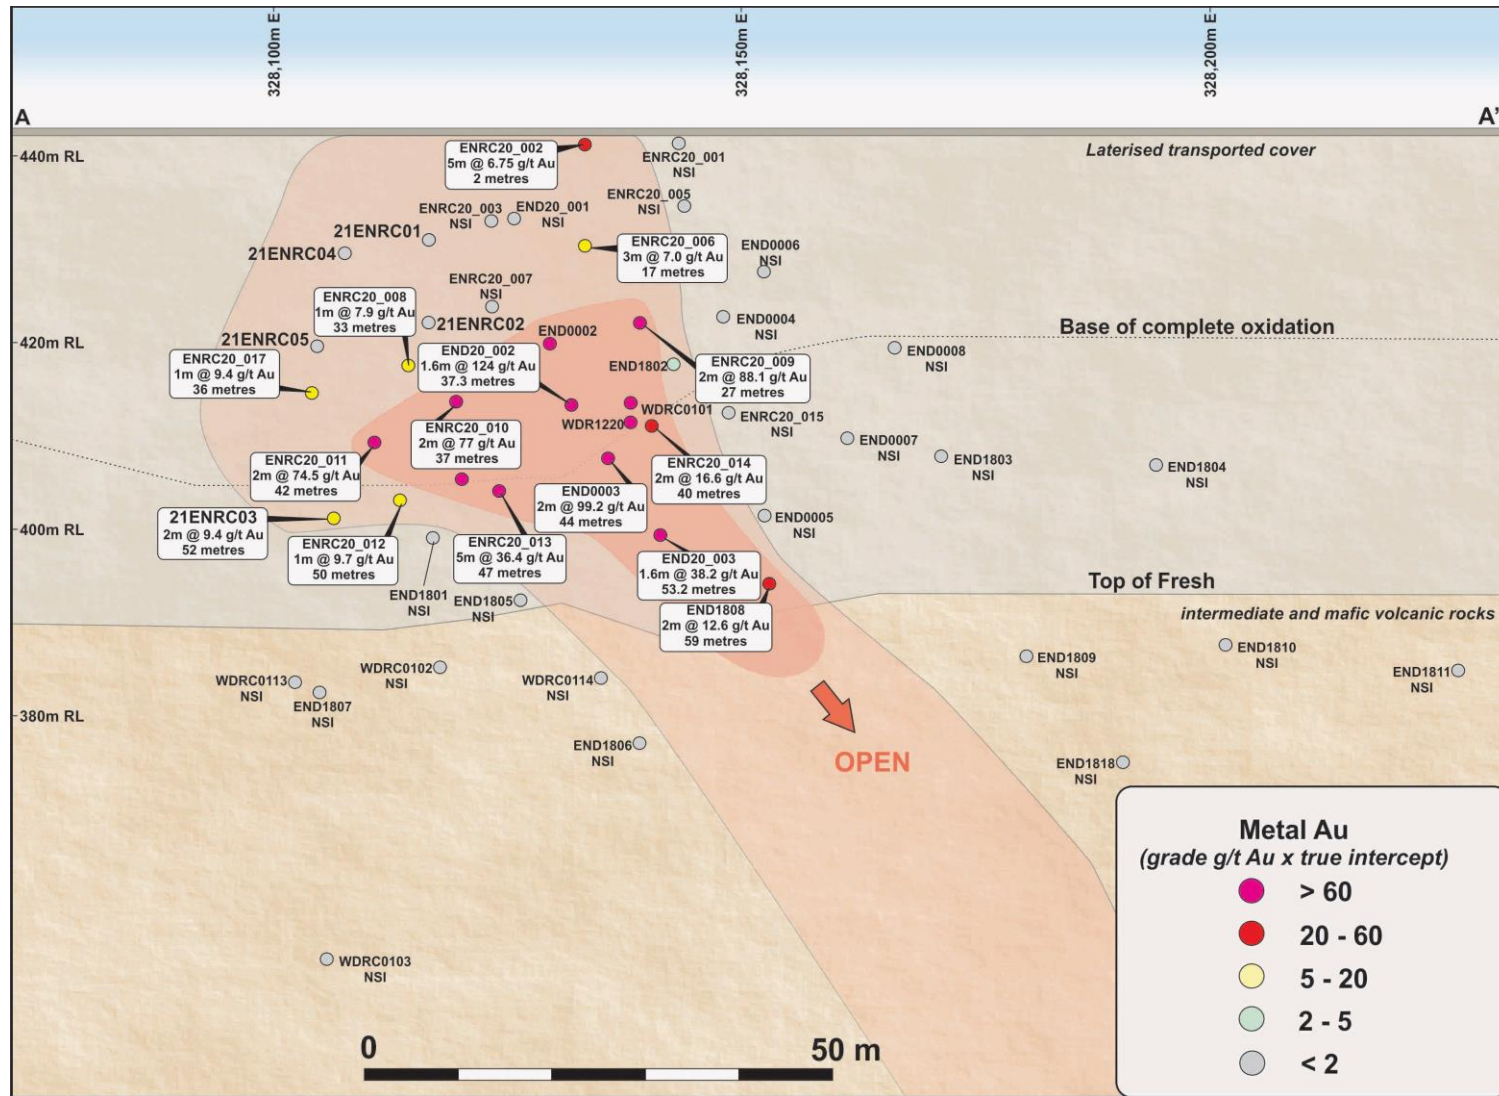 328,100m E
328,150m E
328,200m E
A
A'
440m RL
420m RL
400m RL
380m RL
Laterised transported cover
ENRC20_002
5m @ 6.75 g/t Au
2 metres
ENRC20_001
NSI
ENRC20_005
NSI
ENRC20_003
NSI
END20_001
NSI
21ENRC01
21ENRC04
ENRC20_006
3m @ 7.0 g/t Au
17 metres
END0006
NSI
ENRC20_007
NSI
ENRC20_008
1m @ 7.9 g/t Au
33 metres
21ENRC02
END0002
END0004
NSI
Base of complete oxidation
21ENRC05
ENRC20_017
1m @ 9.4 g/t Au
36 metres
END20_002
1.6m @ 124 g/t Au
37.3 metres
END1802
ENRC20_009
2m @ 88.1 g/t Au
27 metres
END0008
NSI
WDRC0101
WDR1220
ENRC20_015
NSI
ENRC20_010
2m @ 77 g/t Au
37 metres
END0007
NSI
END1803
NSI
END1804
NSI
ENRC20_011
2m @ 74.5 g/t Au
42 metres
ENRC20_014
2m @ 16.6 g/t Au
40 metres
END0003
2m @ 99.2 g/t Au
44 metres
END0005
NSI
21ENRC03
2m @ 9.4 g/t Au
52 metres
ENRC20_012
1m @ 9.7 g/t Au
50 metres
ENRC20_013
5m @ 36.4 g/t Au
47 metres
END20_003
1.6m @ 38.2 g/t Au
53.2 metres
END1801
NSI
END1805
NSI
END1808
2m @ 12.6 g/t Au
59 metres
Top of Fresh
intermediate and mafic volcanic rocks
WDRC0113
NSI
END1807
NSI
WDRC0102
NSI
WDRC0114
NSI
END1806
NSI
END1809
NSI
END1810
NSI
END1811
NSI
END1818
NSI
OPEN
WDRC0103
NSI
0
50 m
Metal Au
(grade g/t Au x true intercept)
> 60
20 - 60
5 - 20
2 - 5
< 2